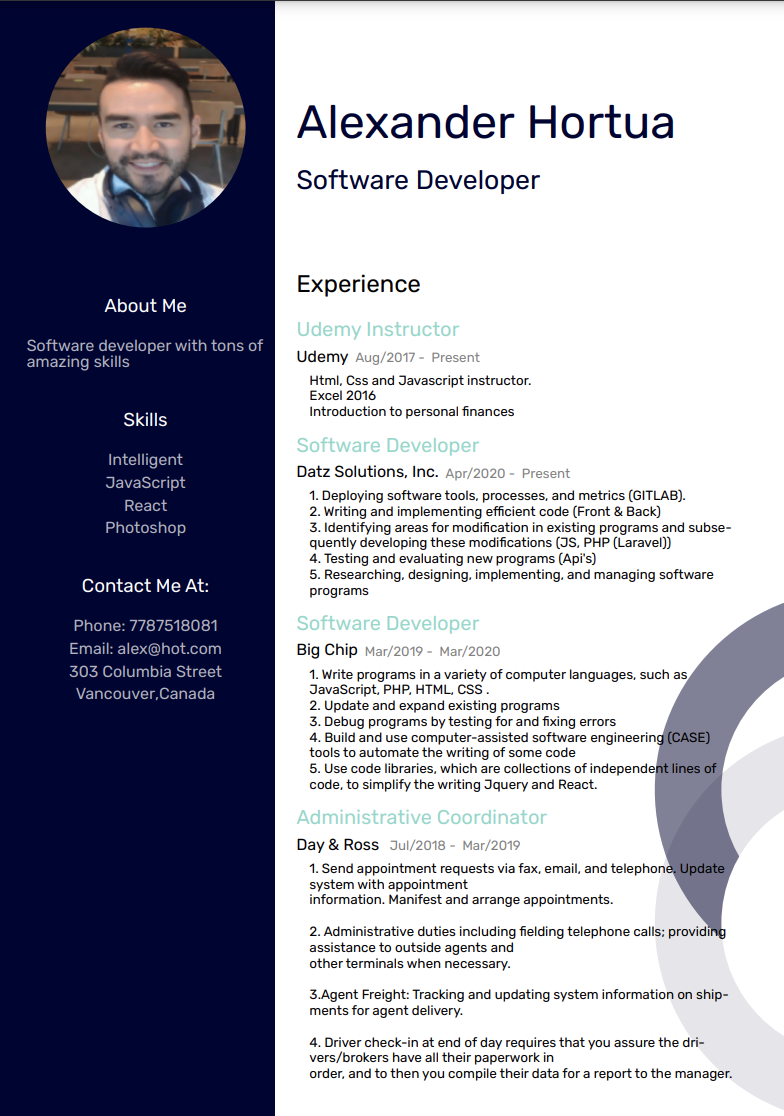 Alexander Hortua
Software Developer
About Me
Software developer with tons of
amazing skills
Skills
Intelligent
JavaScript
React
Photoshop
Contact Me At:
Phone: 7787518081
Email: alex@hot.com
303 Columbia Street
Vancouver,Canada
Experience
Udemy Instructor
Udemy Aug/2017 - Present
Html, Css and Javascript instructor.
Excel 2016
Introduction to personal finances
Software Developer
Datz Solutions, Inc. Apr/2020 - Present
1. Deploying software tools, processes, and metrics (GITLAB).
2. Writing and implementing efficient code (Front & Back)
3. Identifying areas for modification in existing programs and subse-
quently developing these modifications (JS, PHP (Laravel))
4. Testing and evaluating new programs (Api's)
5. Researching, designing, implementing, and managing software
programs
Software Developer
Big Chip Mar/2019 - Mar/2020
1. Write programs in a variety of computer languages, such as
JavaScript, PHP, HTML, CSS .
2. Update and expand existing programs
3. Debug programs by testing for and fixing errors
4. Build and use computer-assisted software engineering (CASE)
tools to automate the writing of some code
5. Use code libraries, which are collections of independent lines of
code, to simplify the writing Jquery and React.
Administrative Coordinator
Day & Ross Jul/2018 - Mar/2019
1. Send appointment requests via fax, email, and telephone. Update
system with appointment
information. Manifest and arrange appointments.
2. Administrative duties including fielding telephone calls; providing
assistance to outside agents and
other terminals when necessary.
3.Agent Freight: Tracking and updating system information on ship-
ments for agent delivery.
4. Driver check-in at end of day requires that you assure the dri-
vers/brokers have all their paperwork in
order, and to then you compile their data for a report to the manager.